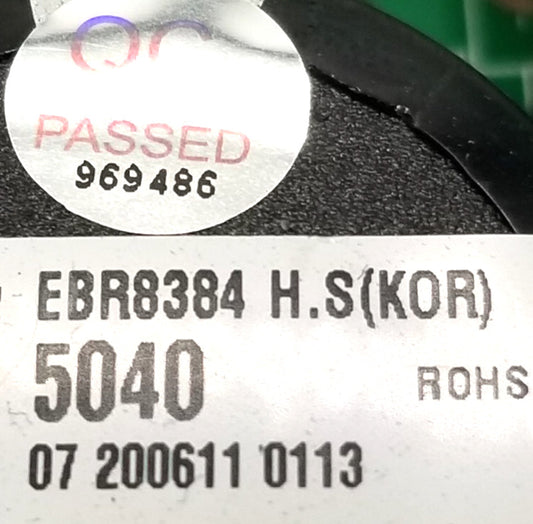 QC
PASSED
969486
EBR8384 H.S(KOR)
5040
ROHS
07 200611 0113